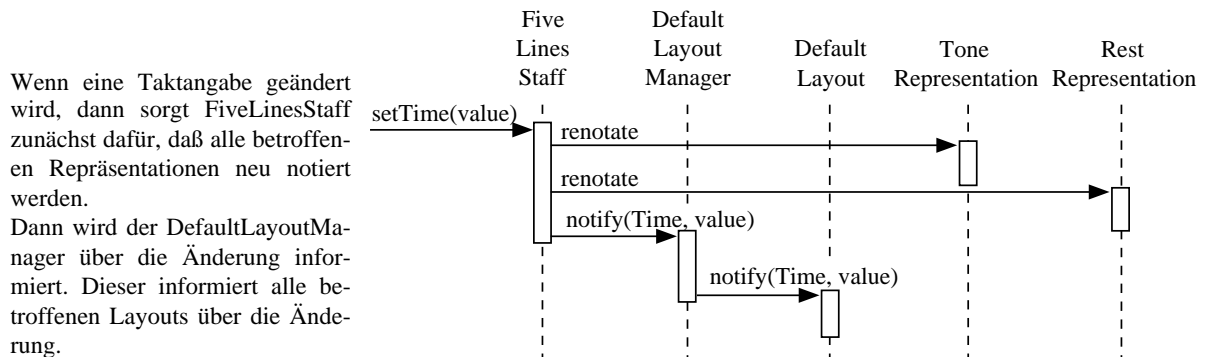 Wenn eine Taktangabe geändert
wird, dann sorgt FiveLinesStaff
zunächst dafür, daß alle betroffen-
en Repräsentationen neu notiert
werden.
Dann wird der DefaultLayoutMa-
nager über die Änderung infor-
miert. Dieser informiert alle be-
troffenen Layouts über die Ände-
rung.
Five
Lines
Staff
Default
Layout
Manager
Default
Layout
Tone
Representation
Rest
Representation
setTime(value)
renotate
renotate
notify(Time, value)
notify(Time, value)